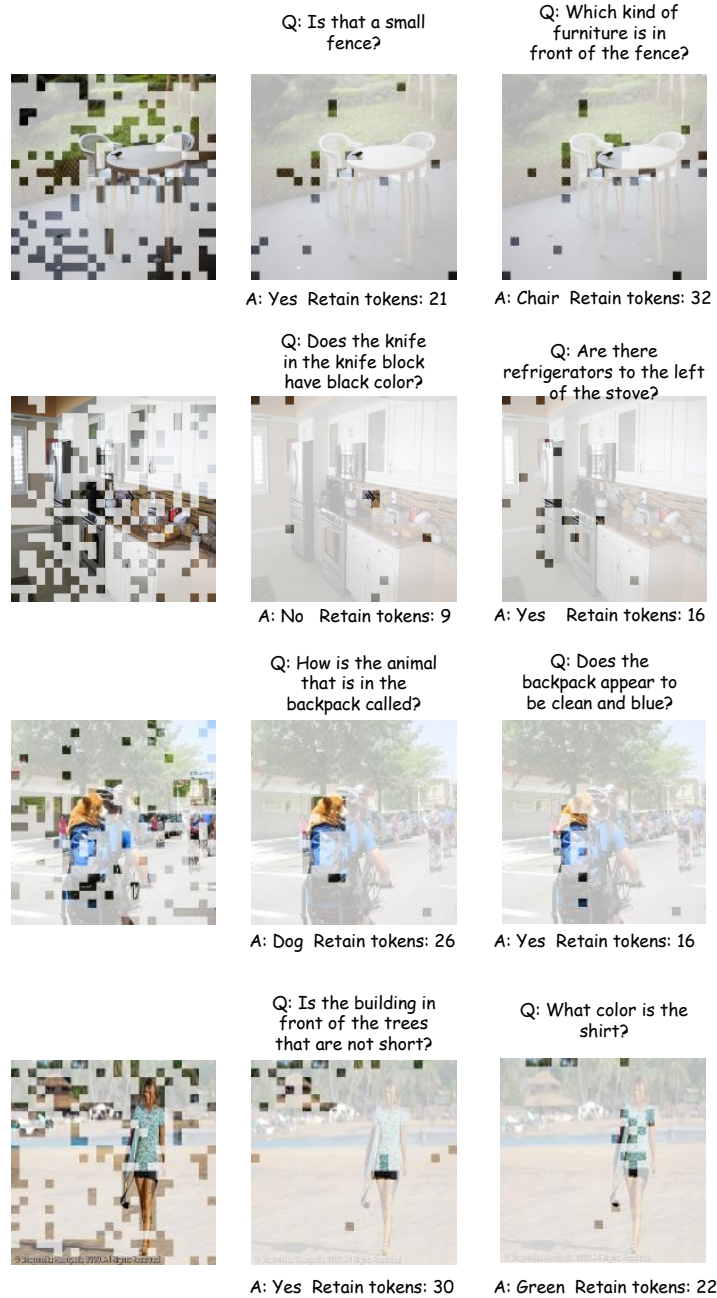 Q: Is that a small
fence?
Q: Which kind of
furniture is in
front of the fence?
A: Yes  Retain tokens: 21
A: Chair  Retain tokens: 32
Q: Does the knife
in the knife block
have black color?
Q: Are there
refrigerators to the left
of the stove?
A: No  Retain tokens: 9
A: Yes  Retain tokens: 16
Q: How is the animal
that is in the
backpack called?
Q: Does the
backpack appear to
be clean and blue?
A: Dog  Retain tokens: 26
A: Yes  Retain tokens: 16
Q: Is the building in
front of the trees
that are not short?
Q: What color is the
shirt?
A: Yes  Retain tokens: 30
A: Green  Retain tokens: 22